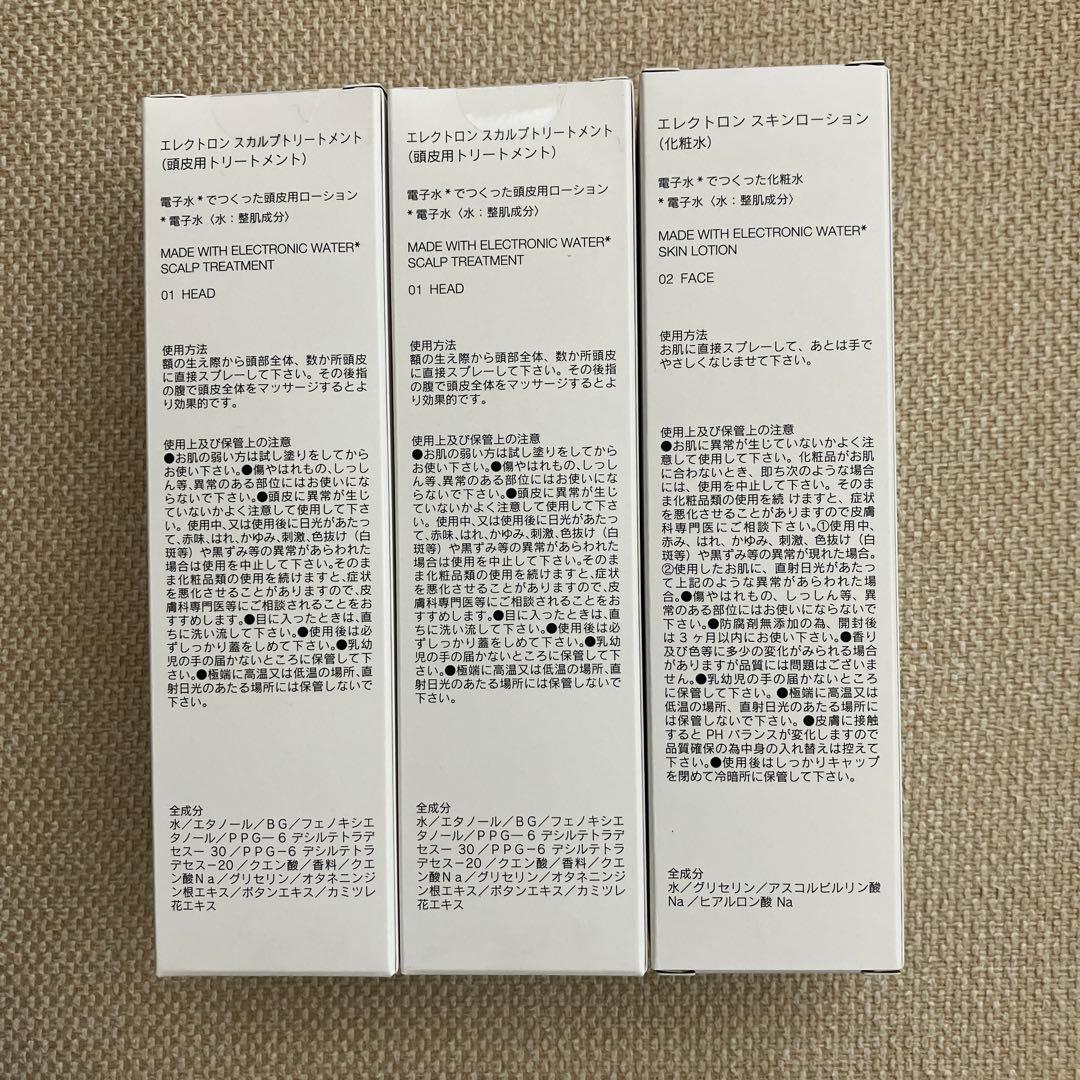 エレクトロン スカルプトリートメント
（頭皮用トリートメント）
電子水＊でつくった頭皮用ローション
＊電子水〈水：整肌成分〉
MADE WITH ELECTRONIC WATER*
SCALP TREATMENT
01 HEAD
使用方法
額の生え際から頭部全体、数か所頭皮
に直接スプレーして下さい。その後指
の腹で頭皮全体をマッサージするとよ
り効果的です。
使用上及び保管上の注意
●お肌の弱い方は試し塗りをしてから
お使い下さい。●傷やはれもの、しっし
ん等、異常のある部位にはお使いにな
らないで下さい。●頭皮に異常が生じ
ていないかよく注意して使用して下さ
い。使用中、又は使用後に日光があたっ
て、赤味、はれ、かゆみ、刺激、色抜け（白
斑等）や黒ずみ等の異常があらわれた
場合は使用を中止して下さい。そのま
ま化粧品類の使用を続けますと、症状
を悪化させることがありますので、皮
膚科専門医等にご相談されることをお
すすめします。●目に入ったときは、直
ちに洗い流して下さい。●使用後は必
ずしっかり蓋をしめて下さい。●乳幼
児の手の届かないところに保管して下
さい。●極端に高温又は低温の場所、直
射日光のあたる場所には保管しないで
下さい。
全成分
水／エタノール／BG／フェノキシエ
タノール／PPG－6 デシルテトラデ
セスー 30／PPG－6 デシルテトラ
デセス－20／クエン酸／香料／クエ
ン酸Na／グリセリン／オタネニンジ
ン根エキス／ボタンエキス／カミツレ
花エキス
エレクトロン スカルプトリートメント
（頭皮用トリートメント）
電子水＊でつくった頭皮用ローション
＊電子水〈水：整肌成分〉
MADE WITH ELECTRONIC WATER*
SCALP TREATMENT
01 HEAD
使用方法
額の生え際から頭部全体、数か所頭皮
に直接スプレーして下さい。その後指
の腹で頭皮全体をマッサージするとよ
り効果的です。
使用上及び保管上の注意
●お肌の弱い方は試し塗りをしてから
お使い下さい。●傷やはれもの、しっし
ん等、異常のある部位にはお使いにな
らないで下さい。●頭皮に異常が生じ
ていないかよく注意して使用して下さ
い。使用中、又は使用後に日光があたっ
て、赤味、はれ、かゆみ、刺激、色抜け（白
斑等）や黒ずみ等の異常があらわれた
場合は使用を中止して下さい。そのま
ま化粧品類の使用を続けますと、症状
を悪化させることがありますので、皮
膚科専門医等にご相談されることをお
すすめします。●目に入ったときは、直
ちに洗い流して下さい。●使用後は必
ずしっかり蓋をしめて下さい。●乳幼
児の手の届かないところに保管して下
さい。●極端に高温又は低温の場所、直
射日光のあたる場所には保管しないで
下さい。
全成分
水／エタノール／BG／フェノキシエ
タノール／PPG－6 デシルテトラデ
セスー 30／PPG－6 デシルテトラ
デセス－20／クエン酸／香料／クエ
ン酸Na／グリセリン／オタネニンジ
ン根エキス／ボタンエキス／カミツレ
花エキス
エレクトロン スキンローション
（化粧水）
電子水＊でつくった化粧水
＊電子水〈水：整肌成分〉
MADE WITH ELECTRONIC WATER*
SKIN LOTION
02 FACE
使用方法
お肌に直接スプレーして、あとは手で
やさしくなじませて下さい。
使用上及び保管上の注意
●お肌に異常が生じていないかよく注
意して使用して下さい。化粧品がお肌
に合わないとき、即ち次のような場合
には、使用を中止して下さい。そのまま
ま化粧品類の使用を続 けますと、症状
を悪化させることがありますので皮膚
科専門医にご相談下さい。①使用中、
赤み、はれ、かゆみ、刺激、色抜け（白
斑等）や黒ずみ等の異常が現れた場合。
②使用したお肌に、直射日光があたっ
て上記のような異常があらわれた場
合。●傷やはれもの、しっしん等、異
常のある部位にはお使いにならないで
下さい。●防腐剤無添加の為、開封後
は３ヶ月以内にお使い下さい。●香り
及び色等に多少の変化がみられる場合
がありますが品質には問題はございま
せん。●乳幼児の手の届かないところ
に保管して下さい。●極端に高温又は
低温の場所、直射日光のあたる場所に
は保管しないで下さい。●皮膚に接触
すると PH バランスが変化しますので
品質確保の為中身の入れ替えは控えて
下さい。●使用後はしっかりキャップ
を閉めて冷暗所に保管して下さい。
全成分
水／グリセリン／アスコルビルリン酸
Na／ヒアルロン酸 Na